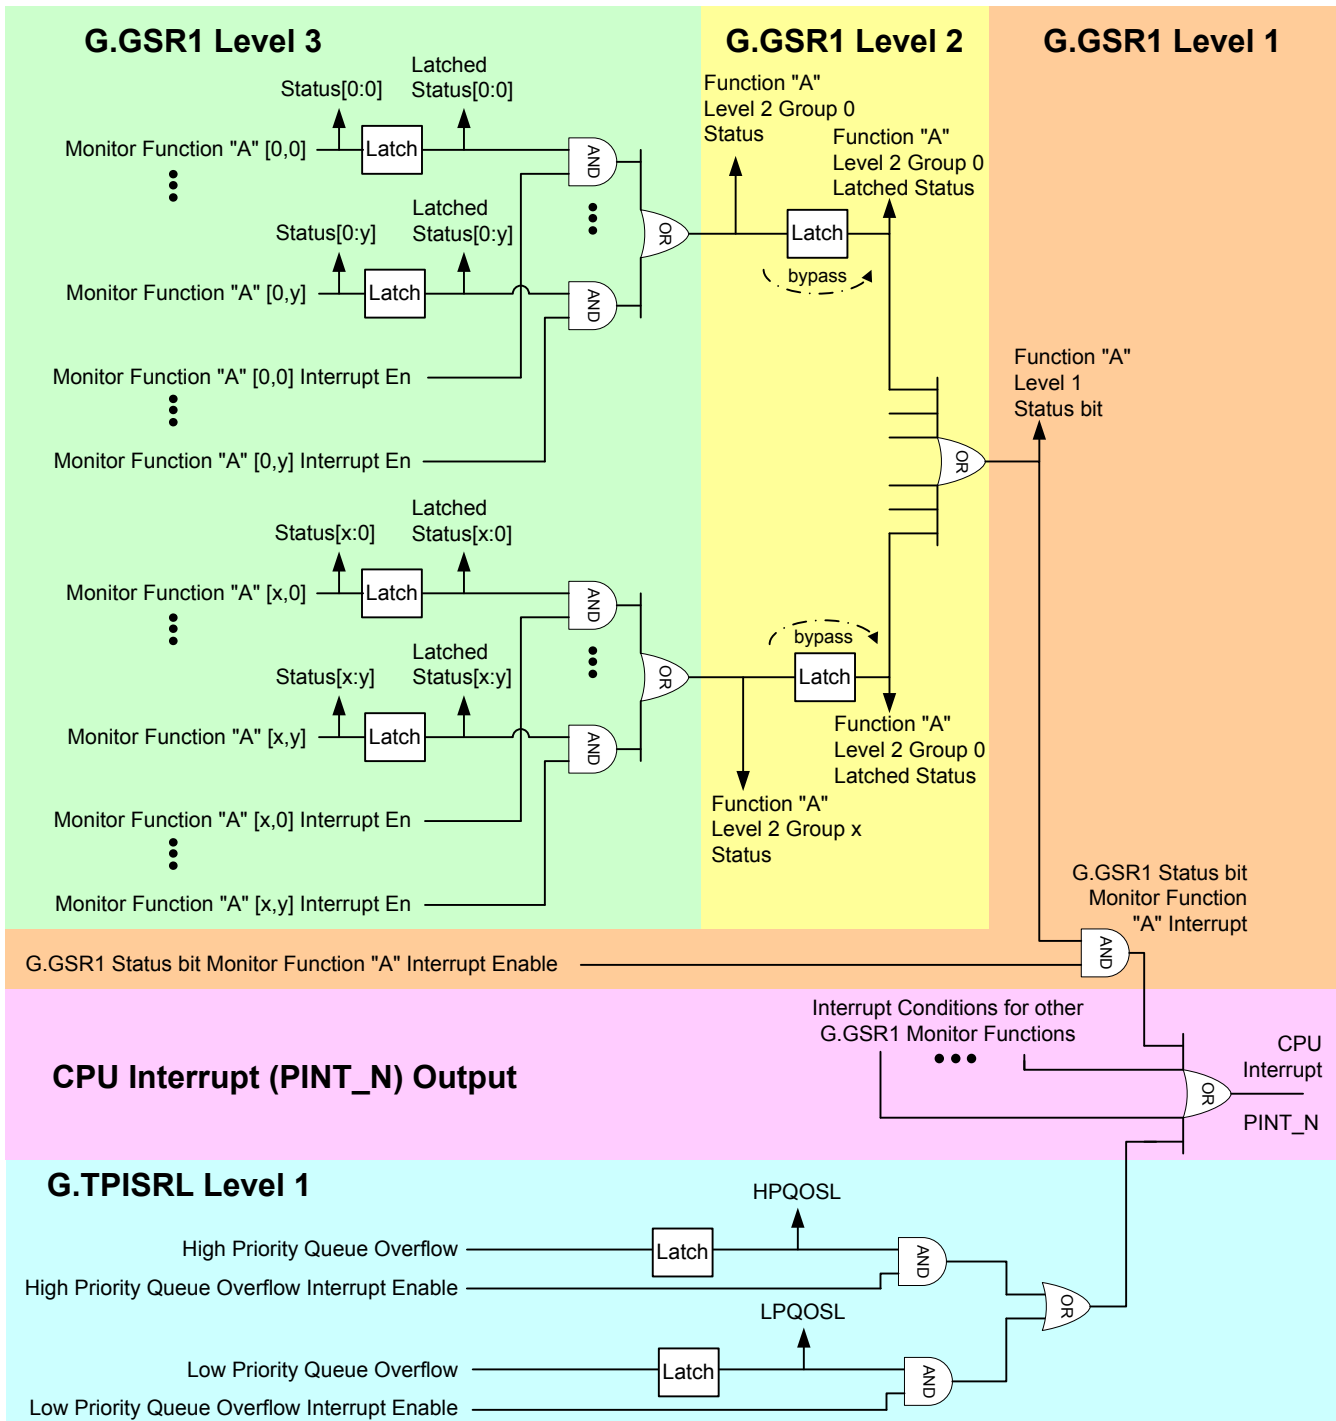 G.GSR1 Level 3
G.GSR1 Level 2
G.GSR1 Level 1
Status[0:0]
Latched
Status[0:0]
Monitor Function "A" [0,0]
Latch
AND
Status[0:y]
Latched
Status[0:y]
Monitor Function "A" [0,y]
Latch
AND
OR
Monitor Function "A" [0,0] Interrupt En
Monitor Function "A" [0,y] Interrupt En
Status[x:0]
Latched
Status[x:0]
Monitor Function "A" [x,0]
Latch
AND
Status[x:y]
Latched
Status[x:y]
Monitor Function "A" [x,y]
Latch
AND
OR
Monitor Function "A" [x,0] Interrupt En
Monitor Function "A" [x,y] Interrupt En
Function "A"
Level 2 Group 0
Status
Function "A"
Level 2 Group 0
Latched Status
Latch
bypass
OR
bypass
Latch
Function "A"
Level 2 Group 0
Latched Status
Function "A"
Level 2 Group x
Status
Function "A"
Level 1
Status bit
G.GSR1 Status bit
Monitor Function
"A" Interrupt
AND
G.GSR1 Status bit Monitor Function "A" Interrupt Enable
Interrupt Conditions for other
G.GSR1 Monitor Functions
CPU Interrupt (PINT_N) Output
OR
CPU
Interrupt
PINT_N
G.TPISRL Level 1
HPQOSL
High Priority Queue Overflow
Latch
AND
High Priority Queue Overflow Interrupt Enable
OR
LPQOSL
Low Priority Queue Overflow
Latch
AND
Low Priority Queue Overflow Interrupt Enable